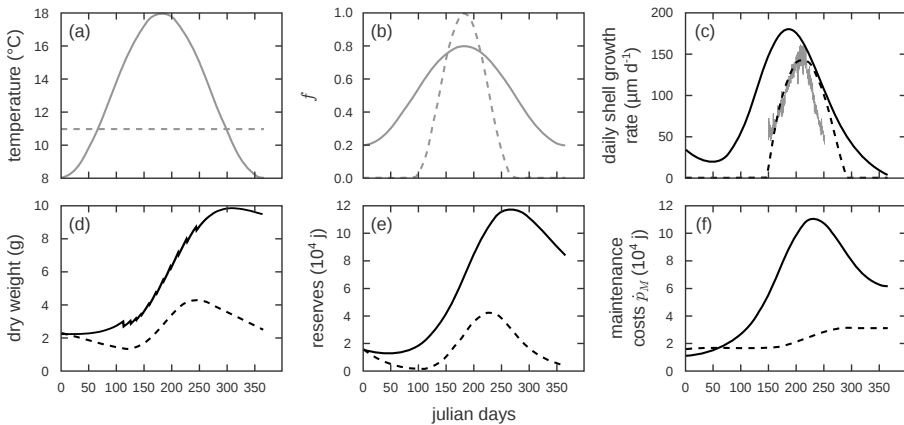 (a)
temperature (°C)
18
16
14
12
10
8
(b)
f
1.0
0.8
0.6
0.4
0.2
0.0
(c)
daily shell growth
rate (μm d⁻¹)
200
150
100
50
0
(d)
dry weight (g)
10
8
6
4
2
0
0 50 100 150 200 250 300 350
(e)
reserves (10⁴ j)
12
10
8
6
4
2
0
0 50 100 150 200 250 300 350
(f)
maintenance
costs ṗ_M (10⁴ j)
12
10
8
6
4
2
0
0 50 100 150 200 250 300 350
julian days